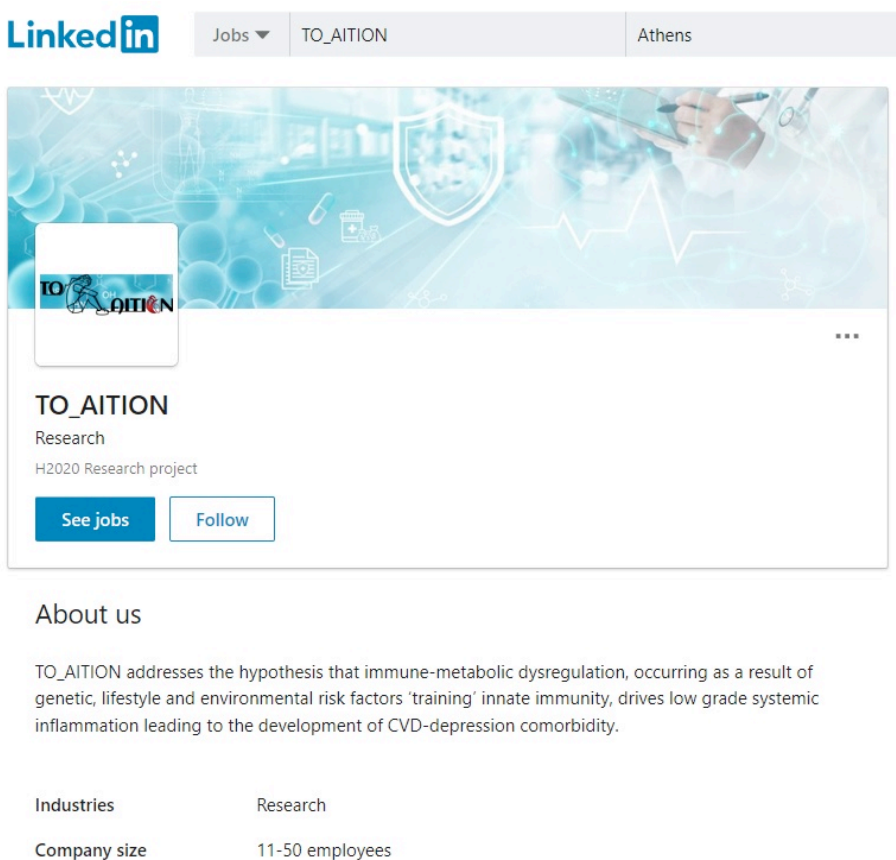 Linked in
Jobs TO_AITION Athens
TO OH AITION
TO_AITION
Research
H2020 Research project
See jobs Follow
About us
TO_AITION addresses the hypothesis that immune-metabolic dysregulation, occurring as a result of
genetic, lifestyle and environmental risk factors ‘training’ innate immunity, drives low grade systemic
inflammation leading to the development of CVD-depression comorbidity.
Industries Research
Company size 11-50 employees